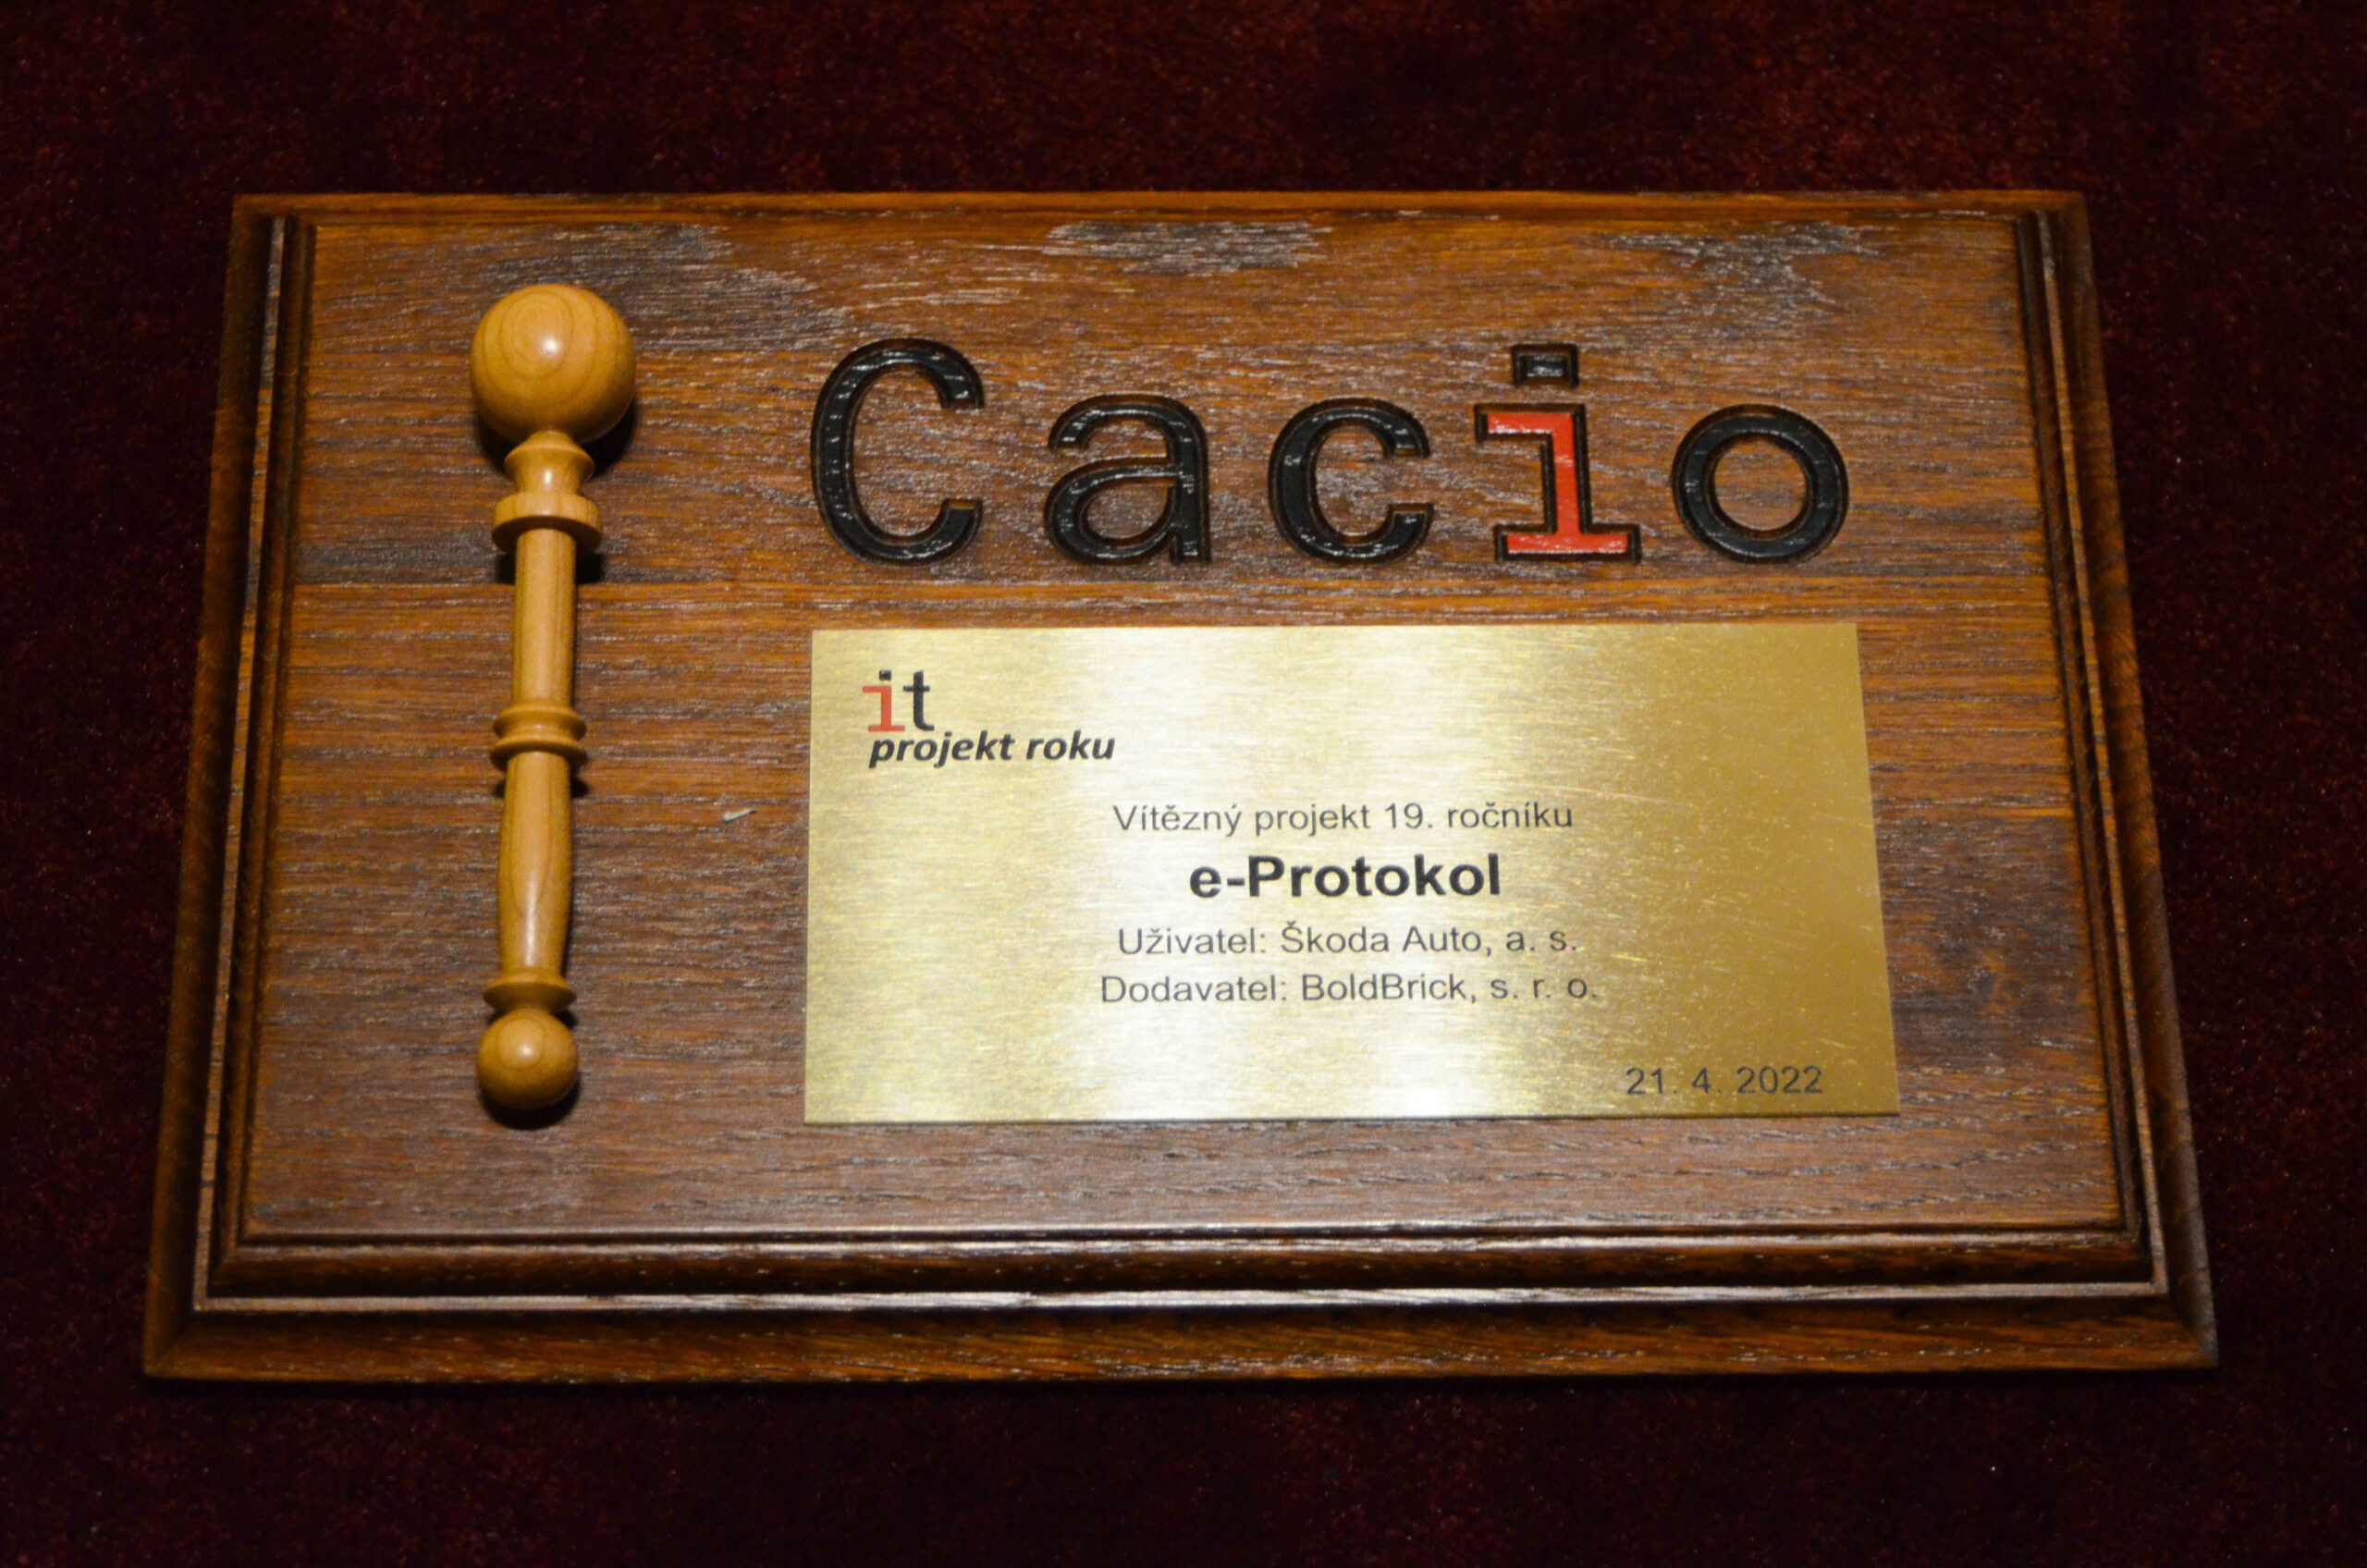 Cacio
it
projekt roku
Vítězný projekt 19. ročníku
e-Protokol
Uživatel: Škoda Auto, a. s.
Dodavatel: BoldBrick, s. r. o.
21. 4. 2022